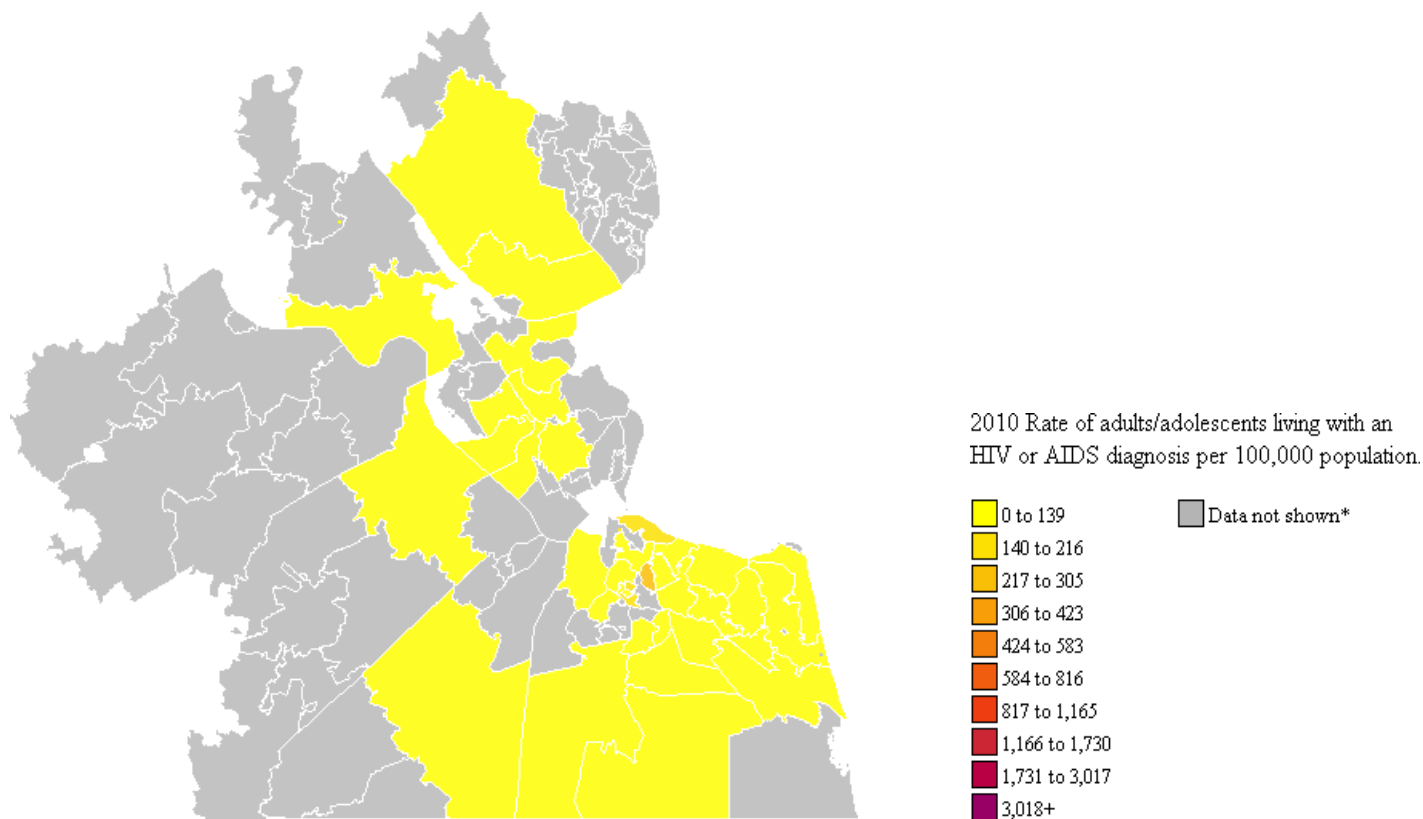 2010 Rate of adults/adolescents living with an
HIV or AIDS diagnosis per 100,000 population.
0 to 139
Data not shown*
140 to 216
217 to 305
306 to 423
424 to 583
584 to 816
817 to 1,165
1,166 to 1,730
1,731 to 3,017
3,018+